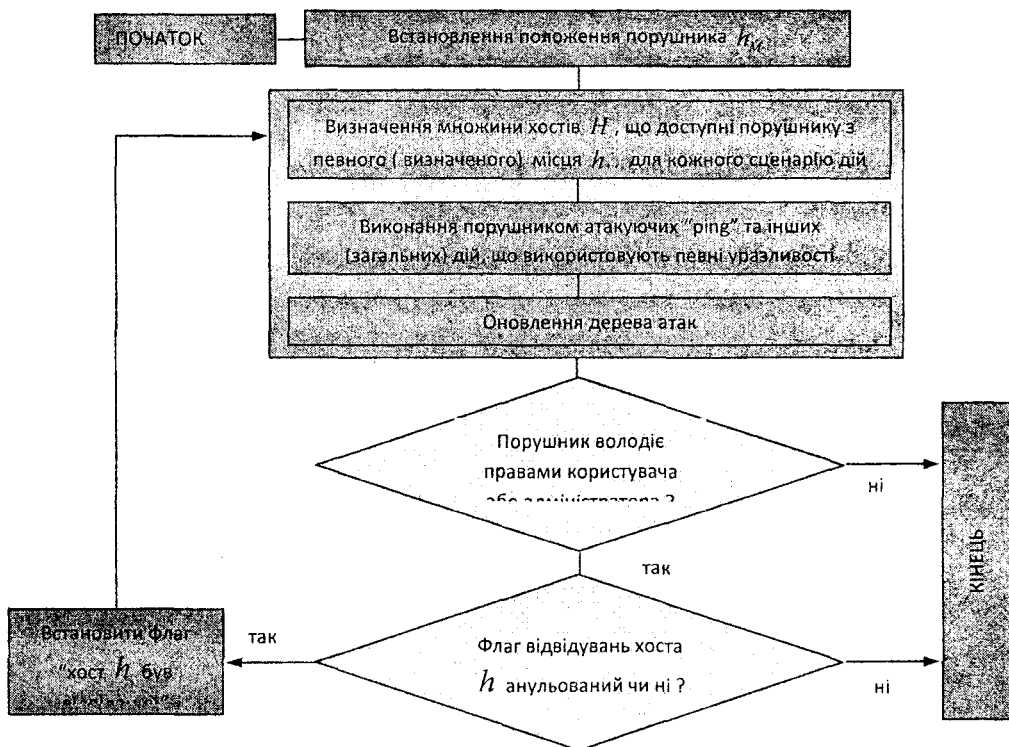 ПОЧАТОК
Встановлення положення порушника h
Визначення множини хостів H , що доступні порушнику з
певного ( визначеного) місця h , для кожного сценарію дій
Виконання порушником атакуючих "ping" та інших
(загальних) дій, що використовують певні уразливості
Оновлення дерева атак
Порушник володіє
правами користувача
або адміністратора ?
ні
так
КІНЕЦЬ
Флаг відвідувань хоста
h анульований чи ні ?
ні
так
Встановити флаг
"хост h був